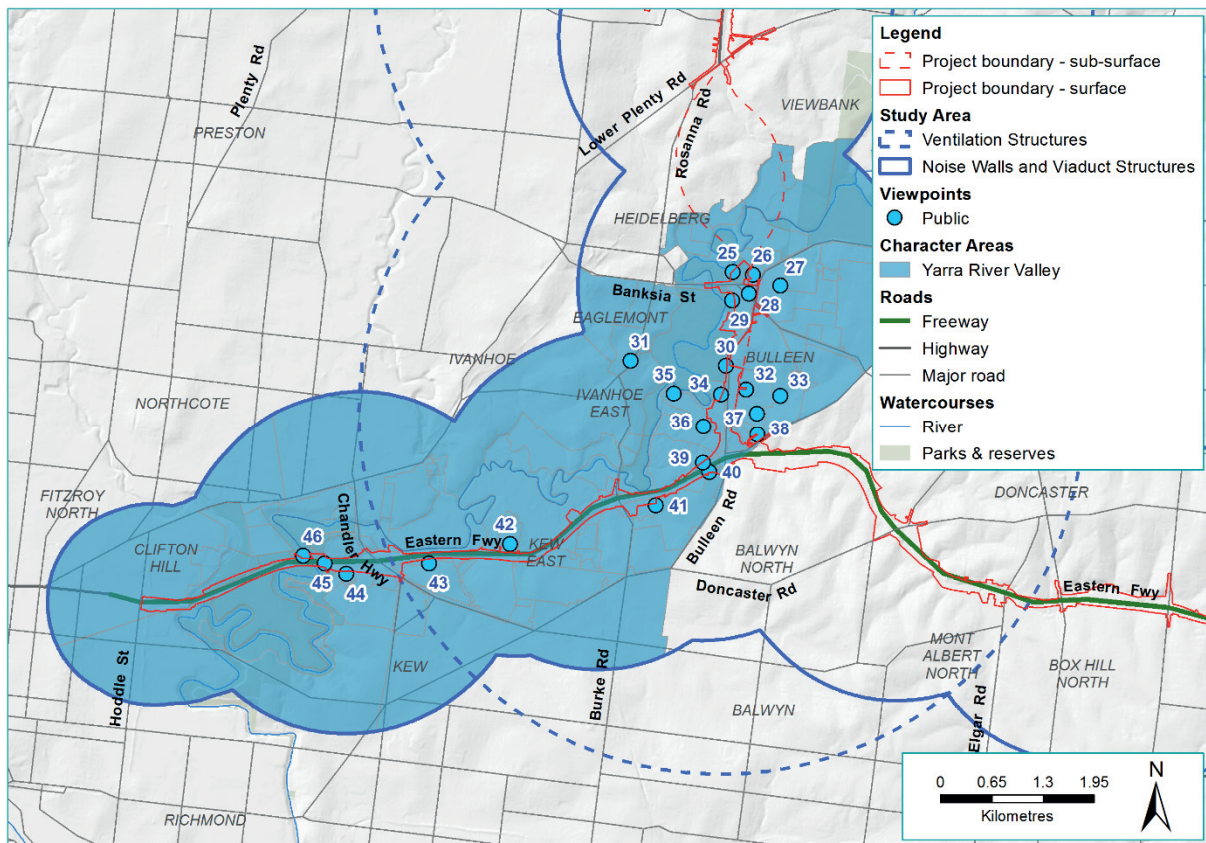 Plenty Rd
PRESTON
Lower Plenty Rd
Rosanna Rd
VIEWBANK
HEIDELBERG
25
26
27
Banksia St
28
29
EAGLEMONT
31
30
BULLEEN
IVANHOE
35
34
32
33
IVANHOE
EAST
NORTHCOTE
36
37
38
39
40
FITZROY
NORTH
CLIFTON
HILL
Chandler Hwy
46
45
44
Eastern Fwy
42
43
KEW
EAST
41
Bulleen Rd
BALWYN
NORTH
Doncaster Rd
DONCASTER
Eastern Fwy
MONT
ALBERT
NORTH
BOX HILL
NORTH
KEW
Hoddle St
Burke Rd
BALWYN
Elgar Rd
RICHMOND
Legend
Project boundary - sub-surface
Project boundary - surface
Study Area
Ventilation Structures
Noise Walls and Viaduct Structures
Viewpoints
Public
Character Areas
Yarra River Valley
Roads
Freeway
Highway
Major road
Watercourses
River
Parks & reserves
0 0.65 1.3 1.95
Kilometres
N